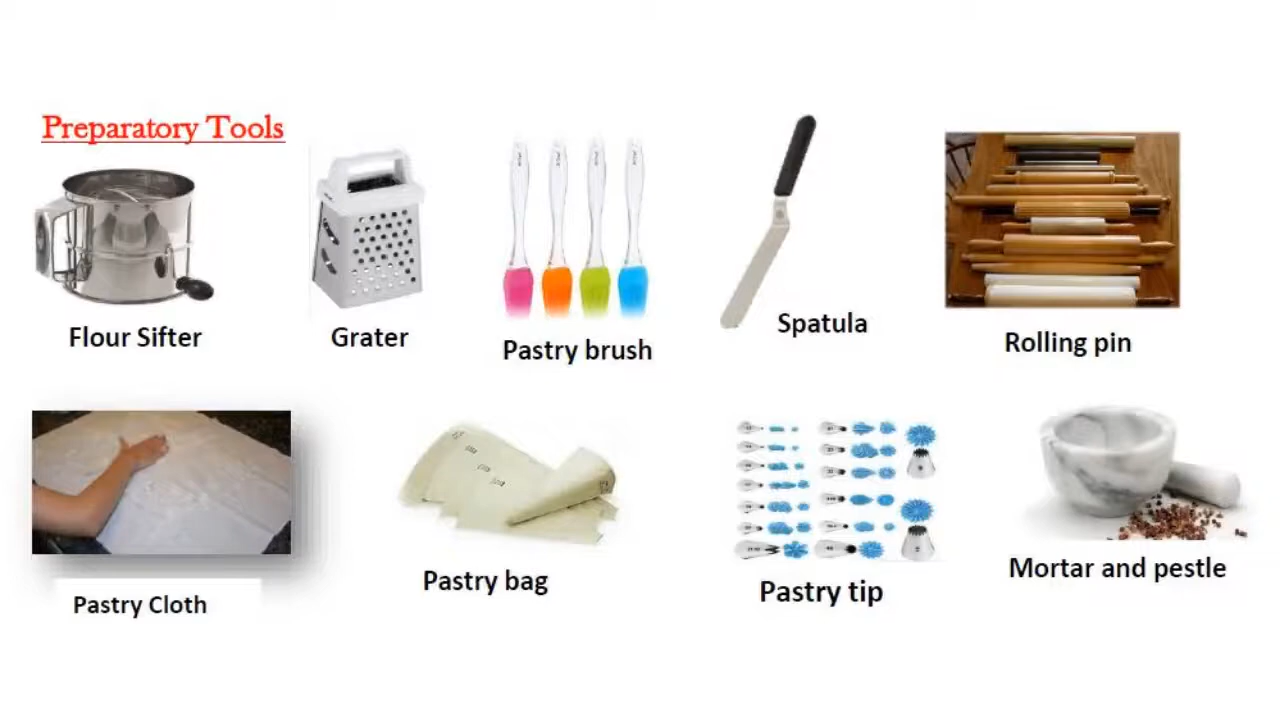 Preparatory Tools
Flour Sifter
Grater
Pastry brush
Spatula
Rolling pin
Pastry Cloth
Pastry bag
Pastry tip
Mortar and pestle